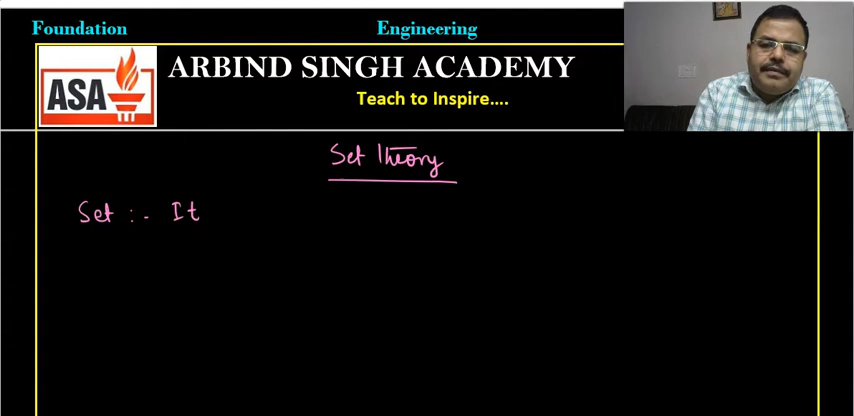 Foundation Engineering
ASA
ARBIND SINGH ACADEMY
Teach to Inspire....
Set Theory
Set :- It